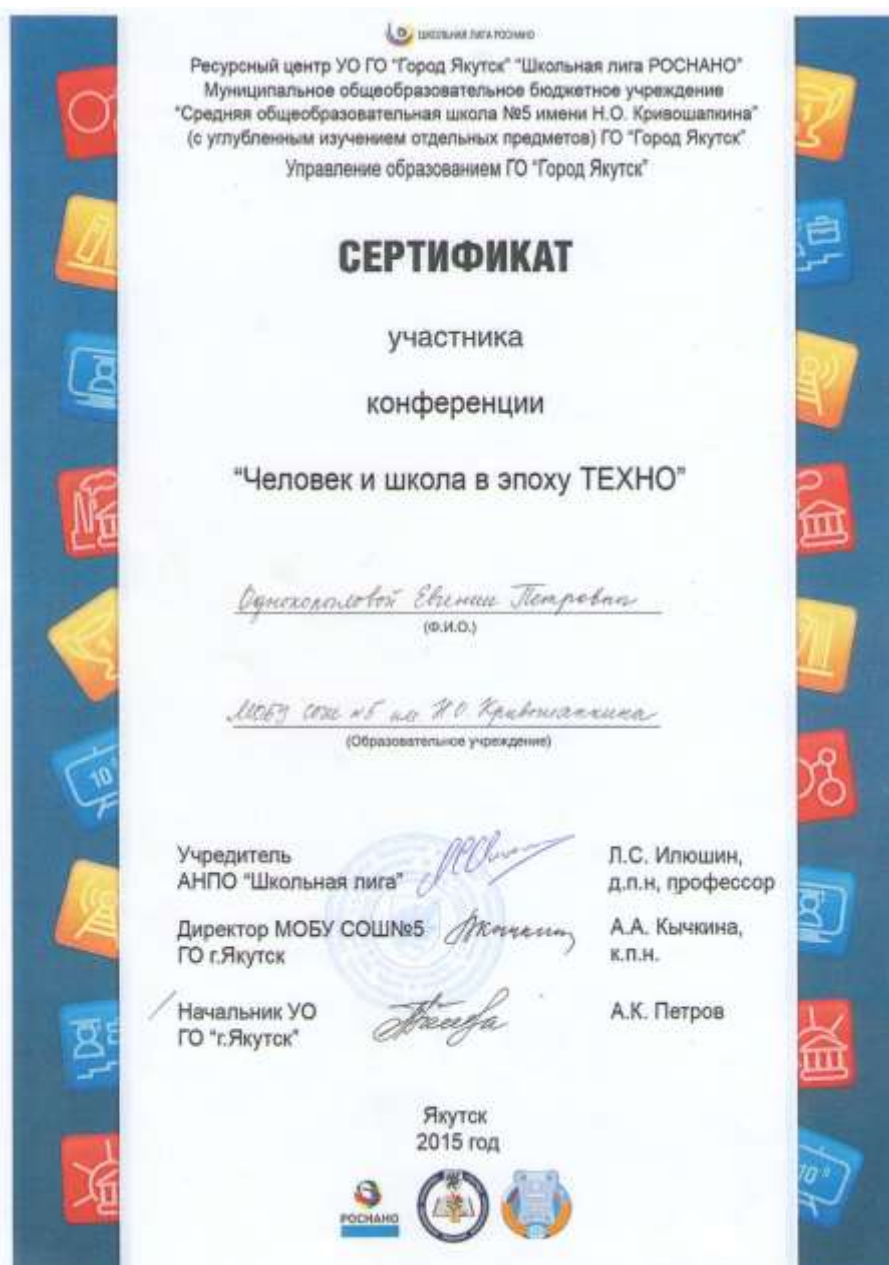 ШКОЛЬНАЯ ЛИГА РОСНАНО
Ресурсный центр УО ГО "Город Якутск" "Школьная лига РОСНАНО"
Муниципальное общеобразовательное бюджетное учреждение
"Средняя общеобразовательная школа №5 имени Н.О. Кривошапкина"
(с углубленным изучением отдельных предметов) ГО "Город Якутск"
Управление образованием ГО "Город Якутск"
СЕРТИФИКАТ
участника
конференции
"Человек и школа в эпоху ТЕХНО"
Евгении Петровны
(Ф.И.О.)
МОБУ сош №5 им Н О Кривошапкина
(Образовательное учреждение)
Учредитель
АНПО "Школьная лига"
Л.С. Илюшин,
д.п.н, профессор
Директор МОБУ СОШ№5
ГО г.Якутск
А.А. Кычкина,
к.п.н.
Начальник УО
ГО "г.Якутск"
А.К. Петров
Якутск
2015 год
РОСНАНО